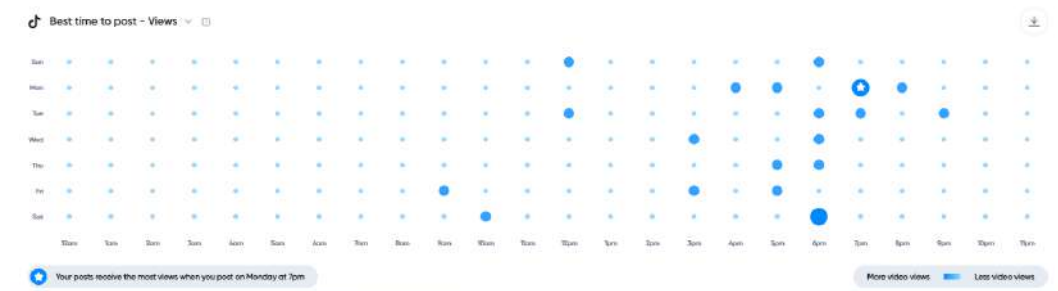 Best time to post - Views
Sun
Mon
Tue
Wed
Thu
Fri
12am 1am 2am 3am 4am 5am 6am 7am 8am 9am 10am 11am 12pm 1pm 2pm 3pm 4pm 5pm 6pm 7pm 8pm 9pm 10pm 11pm
Your posts receive the most views when you post on Monday at 7pm
More video views Less video views